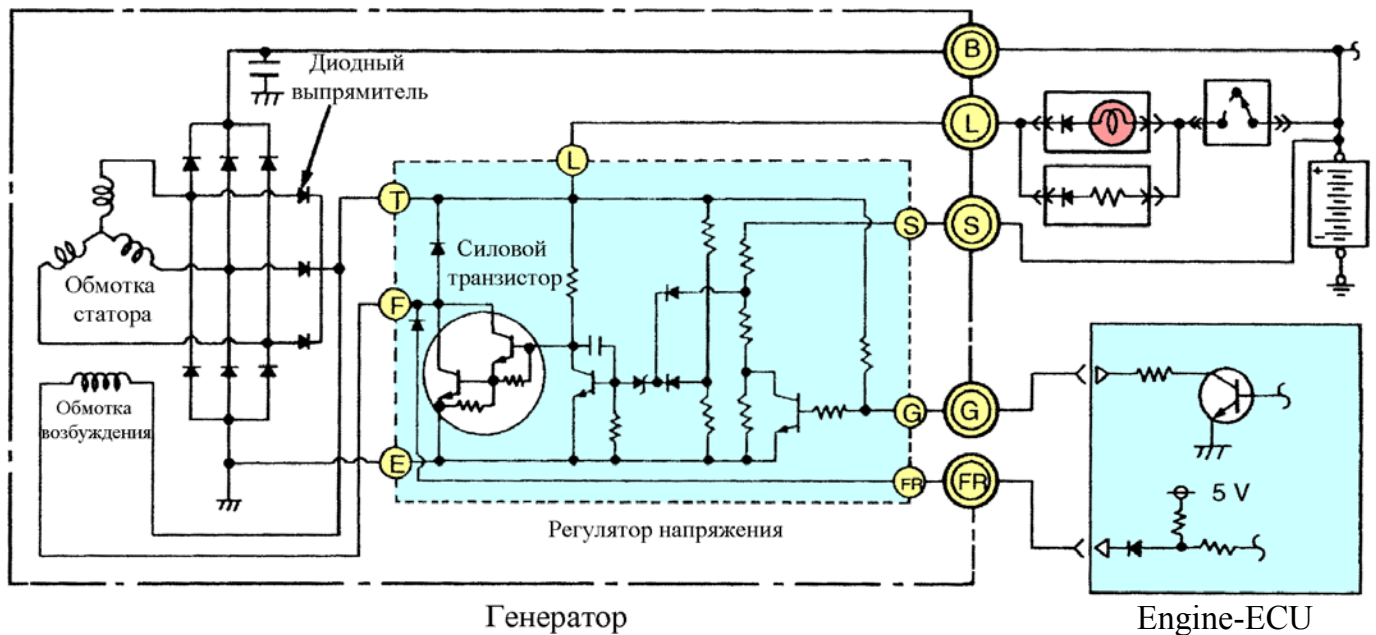 B
Диодный
выпрямитель
L
L
T
S
S
Силовой
транзистор
+
-
Обмотка
статора
F
Обмотка
возбуждения
G
G
E
FR
FR
5 V
Регулятор напряжения
Генератор
Engine-ECU